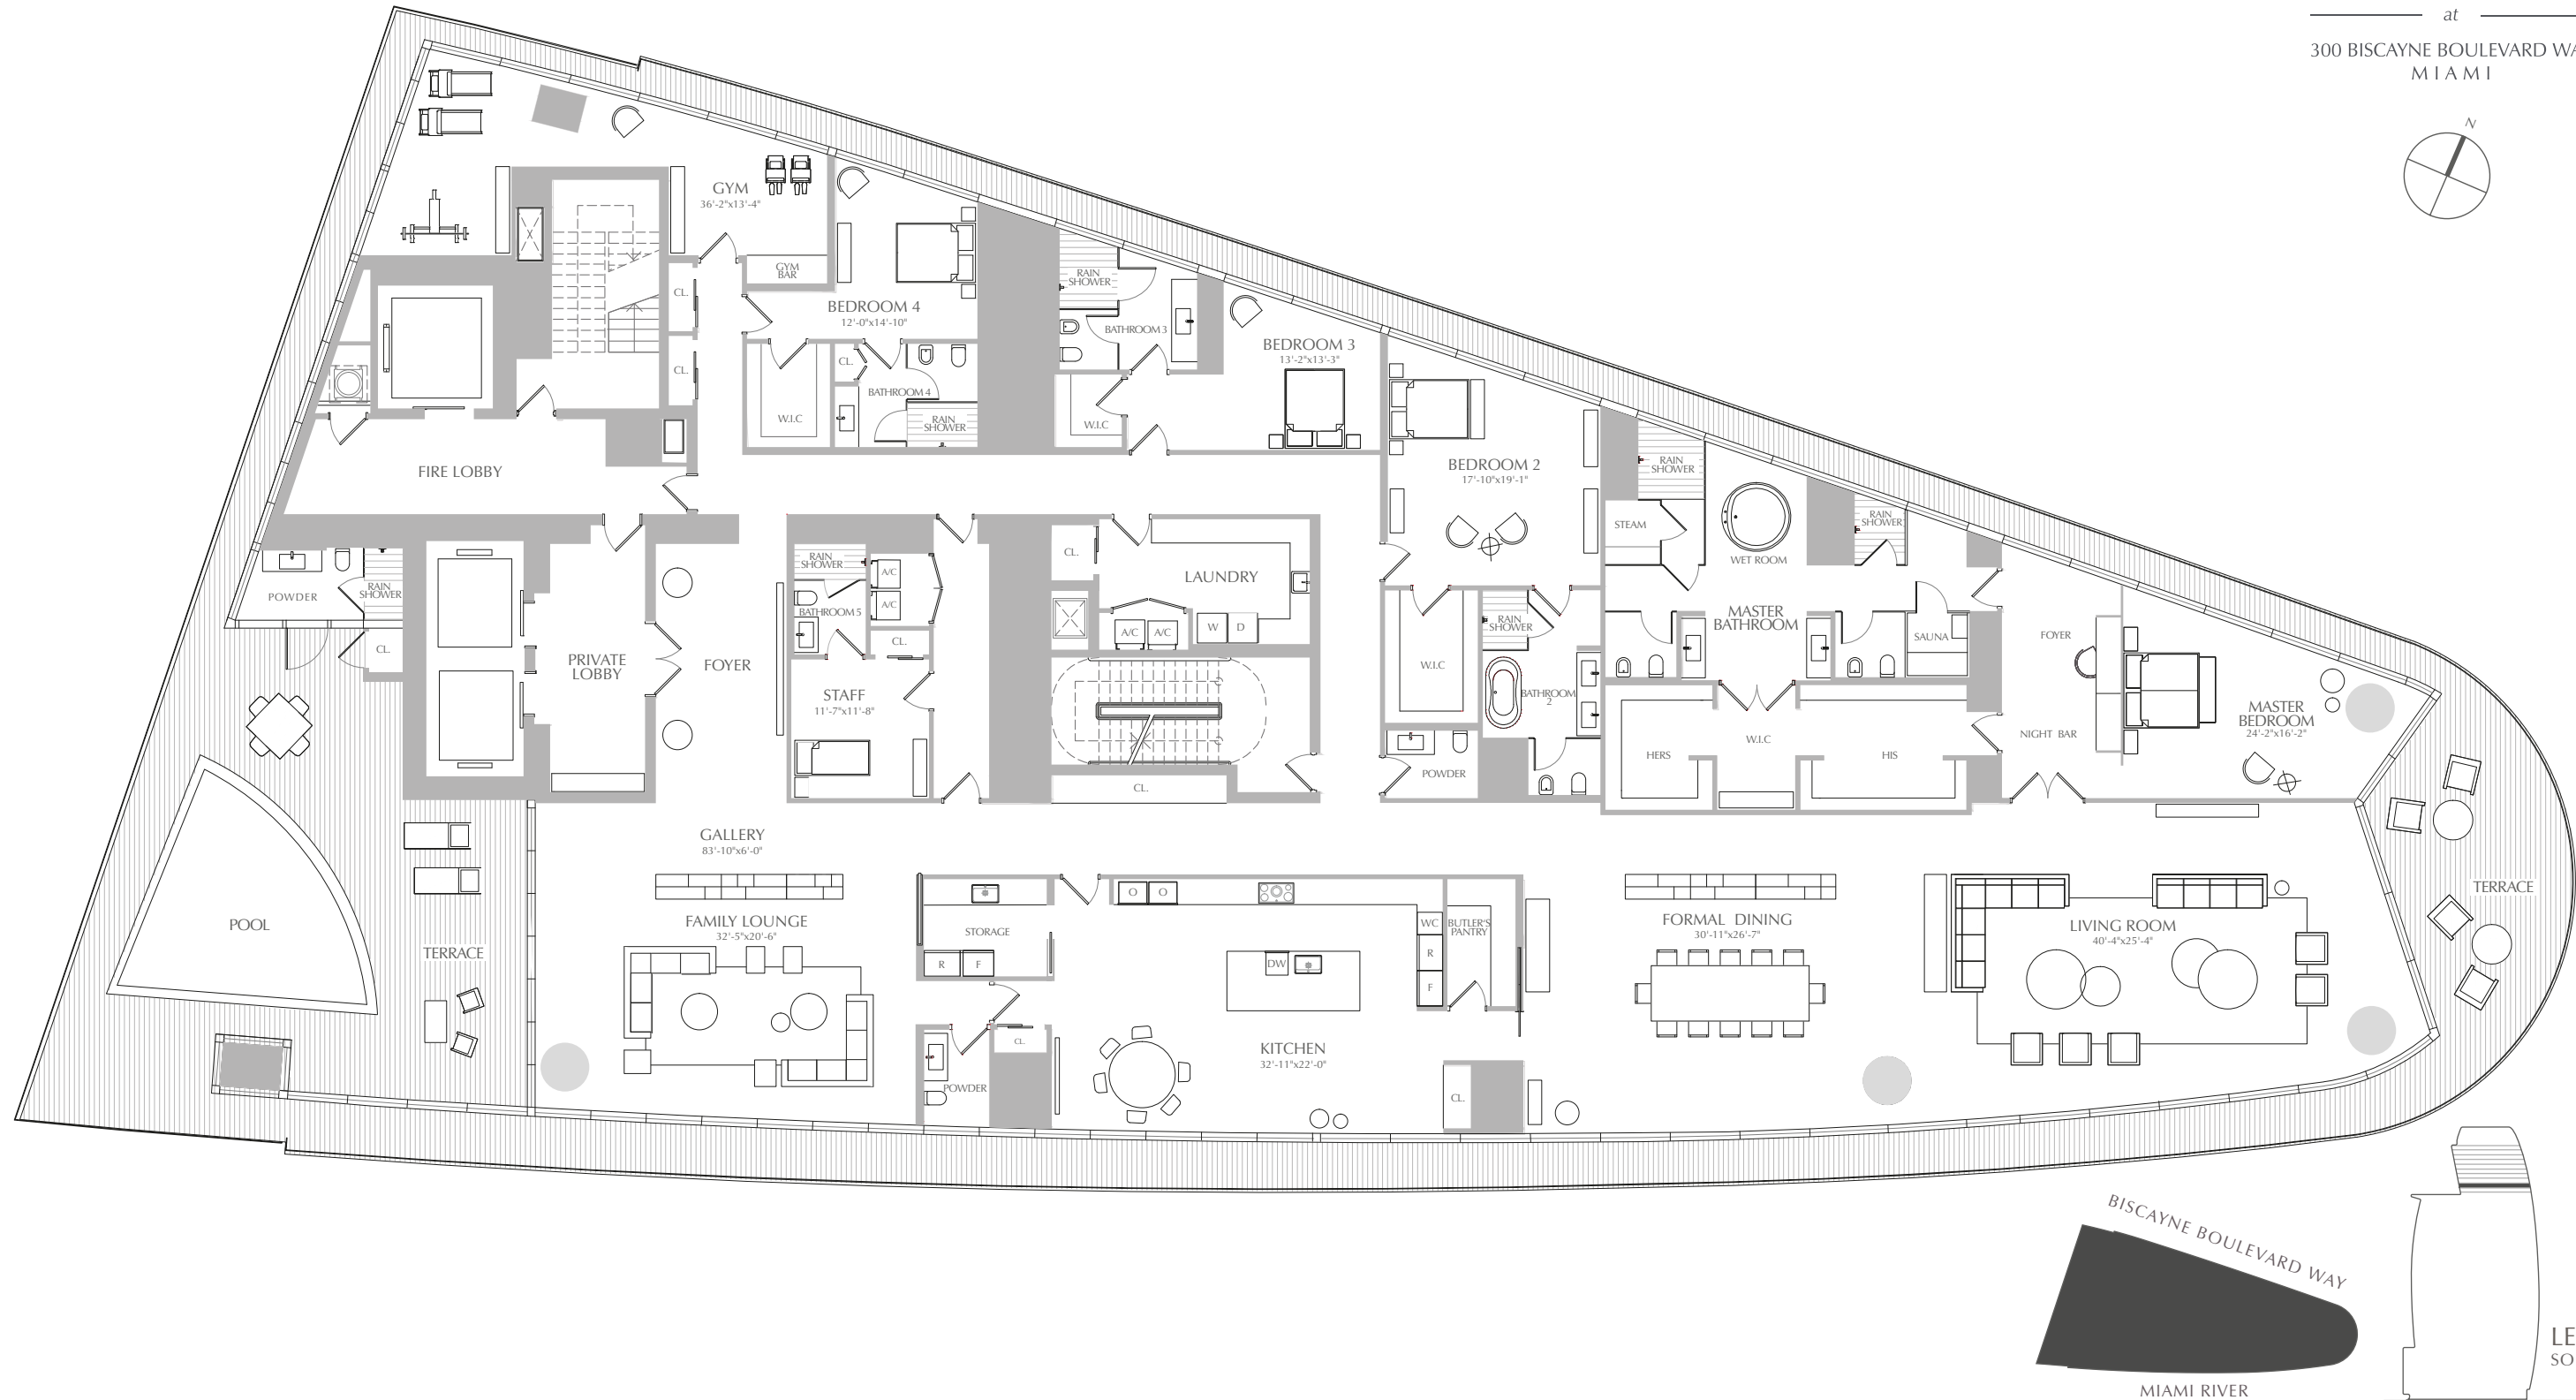 at
300 BISCAYNE BOULEVARD WA
MIAMI
N
GYM
36'-2"x13'-4"
GYM
BAR
BEDROOM 4
12'-0"x14'-10"
CL.
CL.
W.I.C
CL.
BATHROOM 4
RAIN
SHOWER
RAIN
SHOWER
BATHROOM 3
W.I.C
BEDROOM 3
13'-2"x13'-3"
BEDROOM 2
17'-10"x19'-1"
FIRE LOBBY
RAIN
SHOWER
STEAM
WET ROOM
RAIN
SHOWER
POWDER
RAIN
SHOWER
CL.
PRIVATE
LOBBY
FOYER
RAIN
SHOWER
BATHROOM 5
A/C
A/C
CL.
STAFF
11'-7"x11'-8"
CL.
LAUNDRY
A/C
A/C
W
D
CL.
W.I.C
RAIN
SHOWER
BATHROOM
2
POWDER
MASTER
BATHROOM
SAUNA
HERS
W.I.C
HIS
FOYER
NIGHT BAR
MASTER
BEDROOM
24'-2"x16'-2"
GALLERY
83'-10"x6'-0"
POOL
TERRACE
FAMILY LOUNGE
32'-5"x20'-6"
STORAGE
R
F
CL.
POWDER
O
O
DW
WC
R
F
BUTLER'S
PANTRY
KITCHEN
32'-11"x22'-0"
CL.
FORMAL DINING
30'-11"x26'-7"
LIVING ROOM
40'-4"x25'-4"
TERRACE
BISCAYNE BOULEVARD WAY
MIAMI RIVER
LE
SO